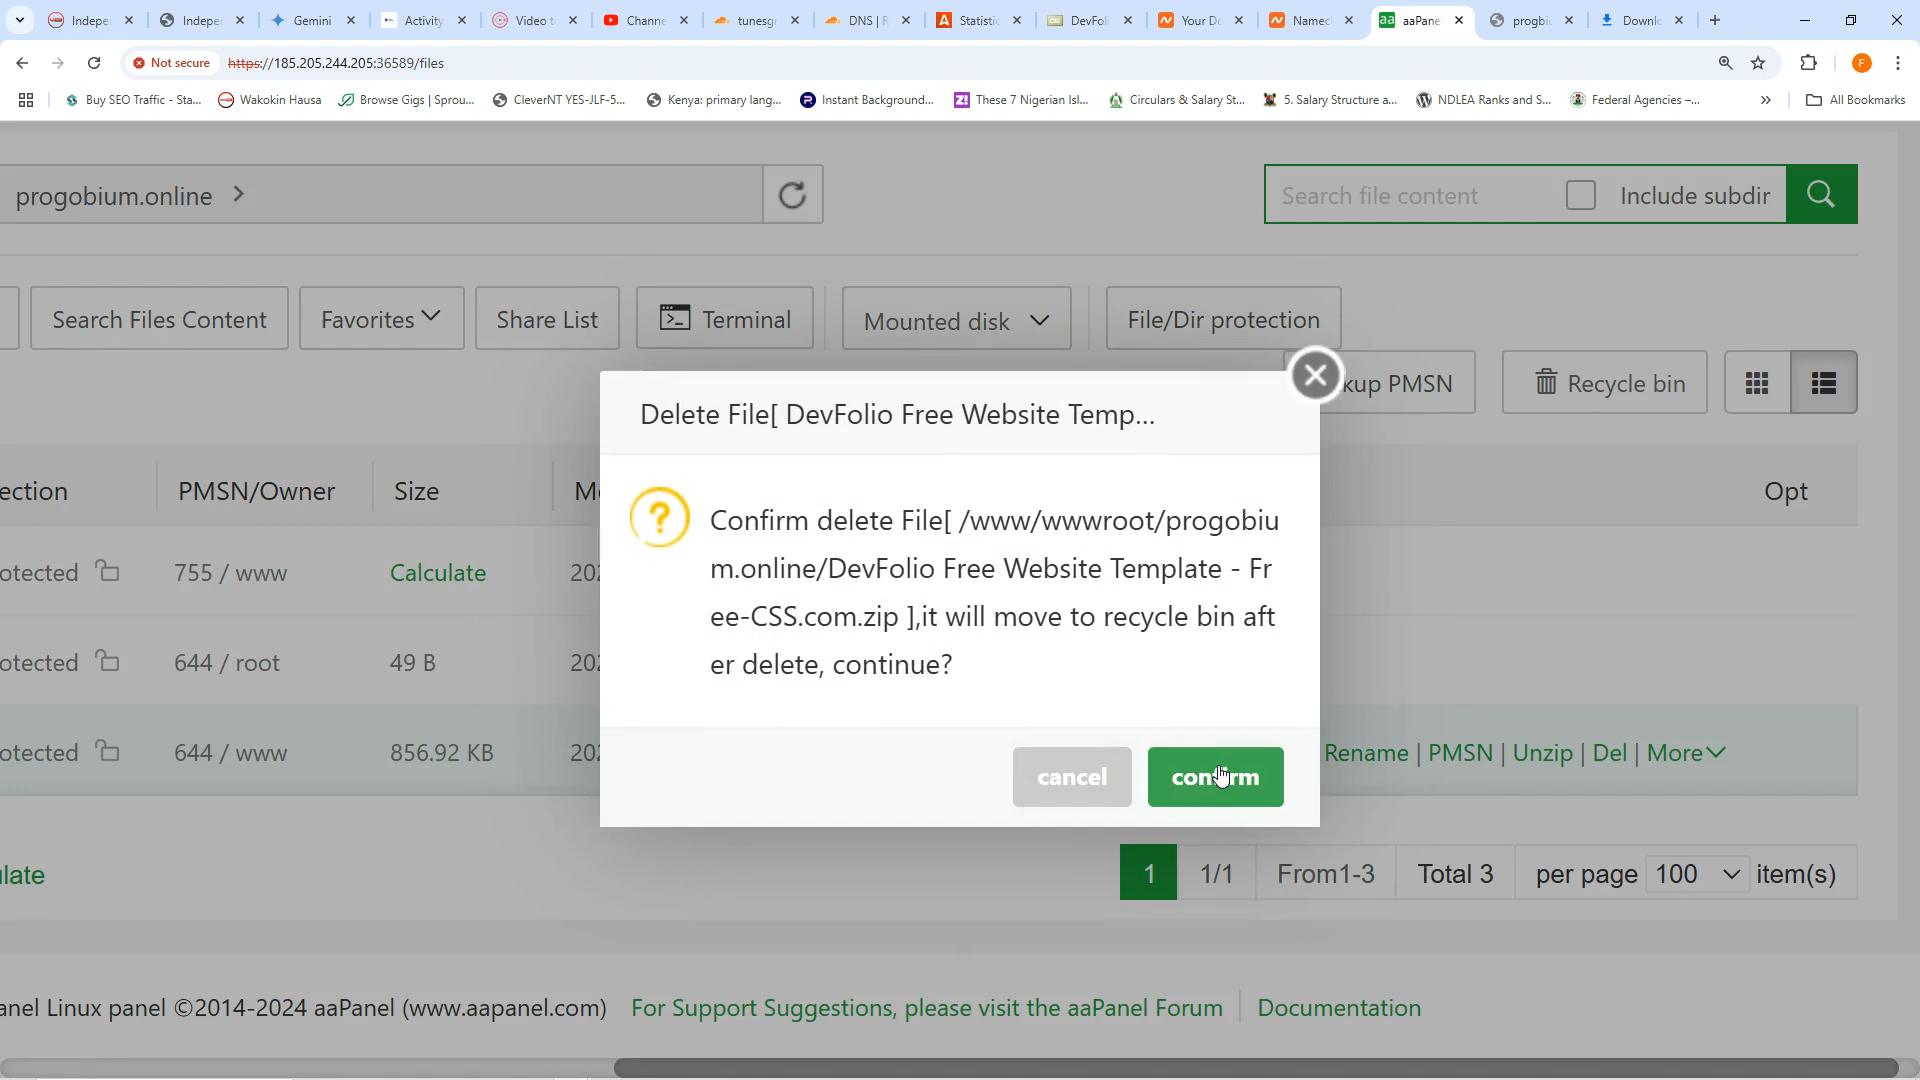 Indepe
Indepe
Gemini
Activity
Video t
Chann
tunesg
DNS | F
Statistic
DevFoli
Your Do
Namec
aaPane
progbi
Downl
Not secure
https://185.205.244.205:36589/files
F
Buy SEO Traffic - Sta...
Wakokin Hausa
Browse Gigs | Sprou...
CleverNT YES-JLF-5...
Kenya: primary lang...
Instant Background...
These 7 Nigerian Isl...
Circulars & Salary St...
5. Salary Structure a...
NDLEA Ranks and S...
Federal Agencies –...
All Bookmarks
progobium.online
Search file content
Include subdir
Search Files Content
Favorites
Share List
Terminal
Mounted disk
File/Dir protection
kup PMSN
Recycle bin
Delete File[ DevFolio Free Website Temp...
ection
PMSN/Owner
Size
Opt
Confirm delete File[ /www/wwwroot/progobiu
m.online/DevFolio Free Website Template - Fr
ee-CSS.com.zip ],it will move to recycle bin aft
er delete, continue?
otected
755 / www
Calculate
202
otected
644 / root
49 B
202
otected
644 / www
856.92 KB
202
Rename | PMSN | Unzip | Del | More
cancel
confirm
late
1
1/1
From1-3
Total 3
per page
100
item(s)
anel Linux panel ©2014-2024 aaPanel (www.aapanel.com)
For Support Suggestions, please visit the aaPanel Forum
Documentation